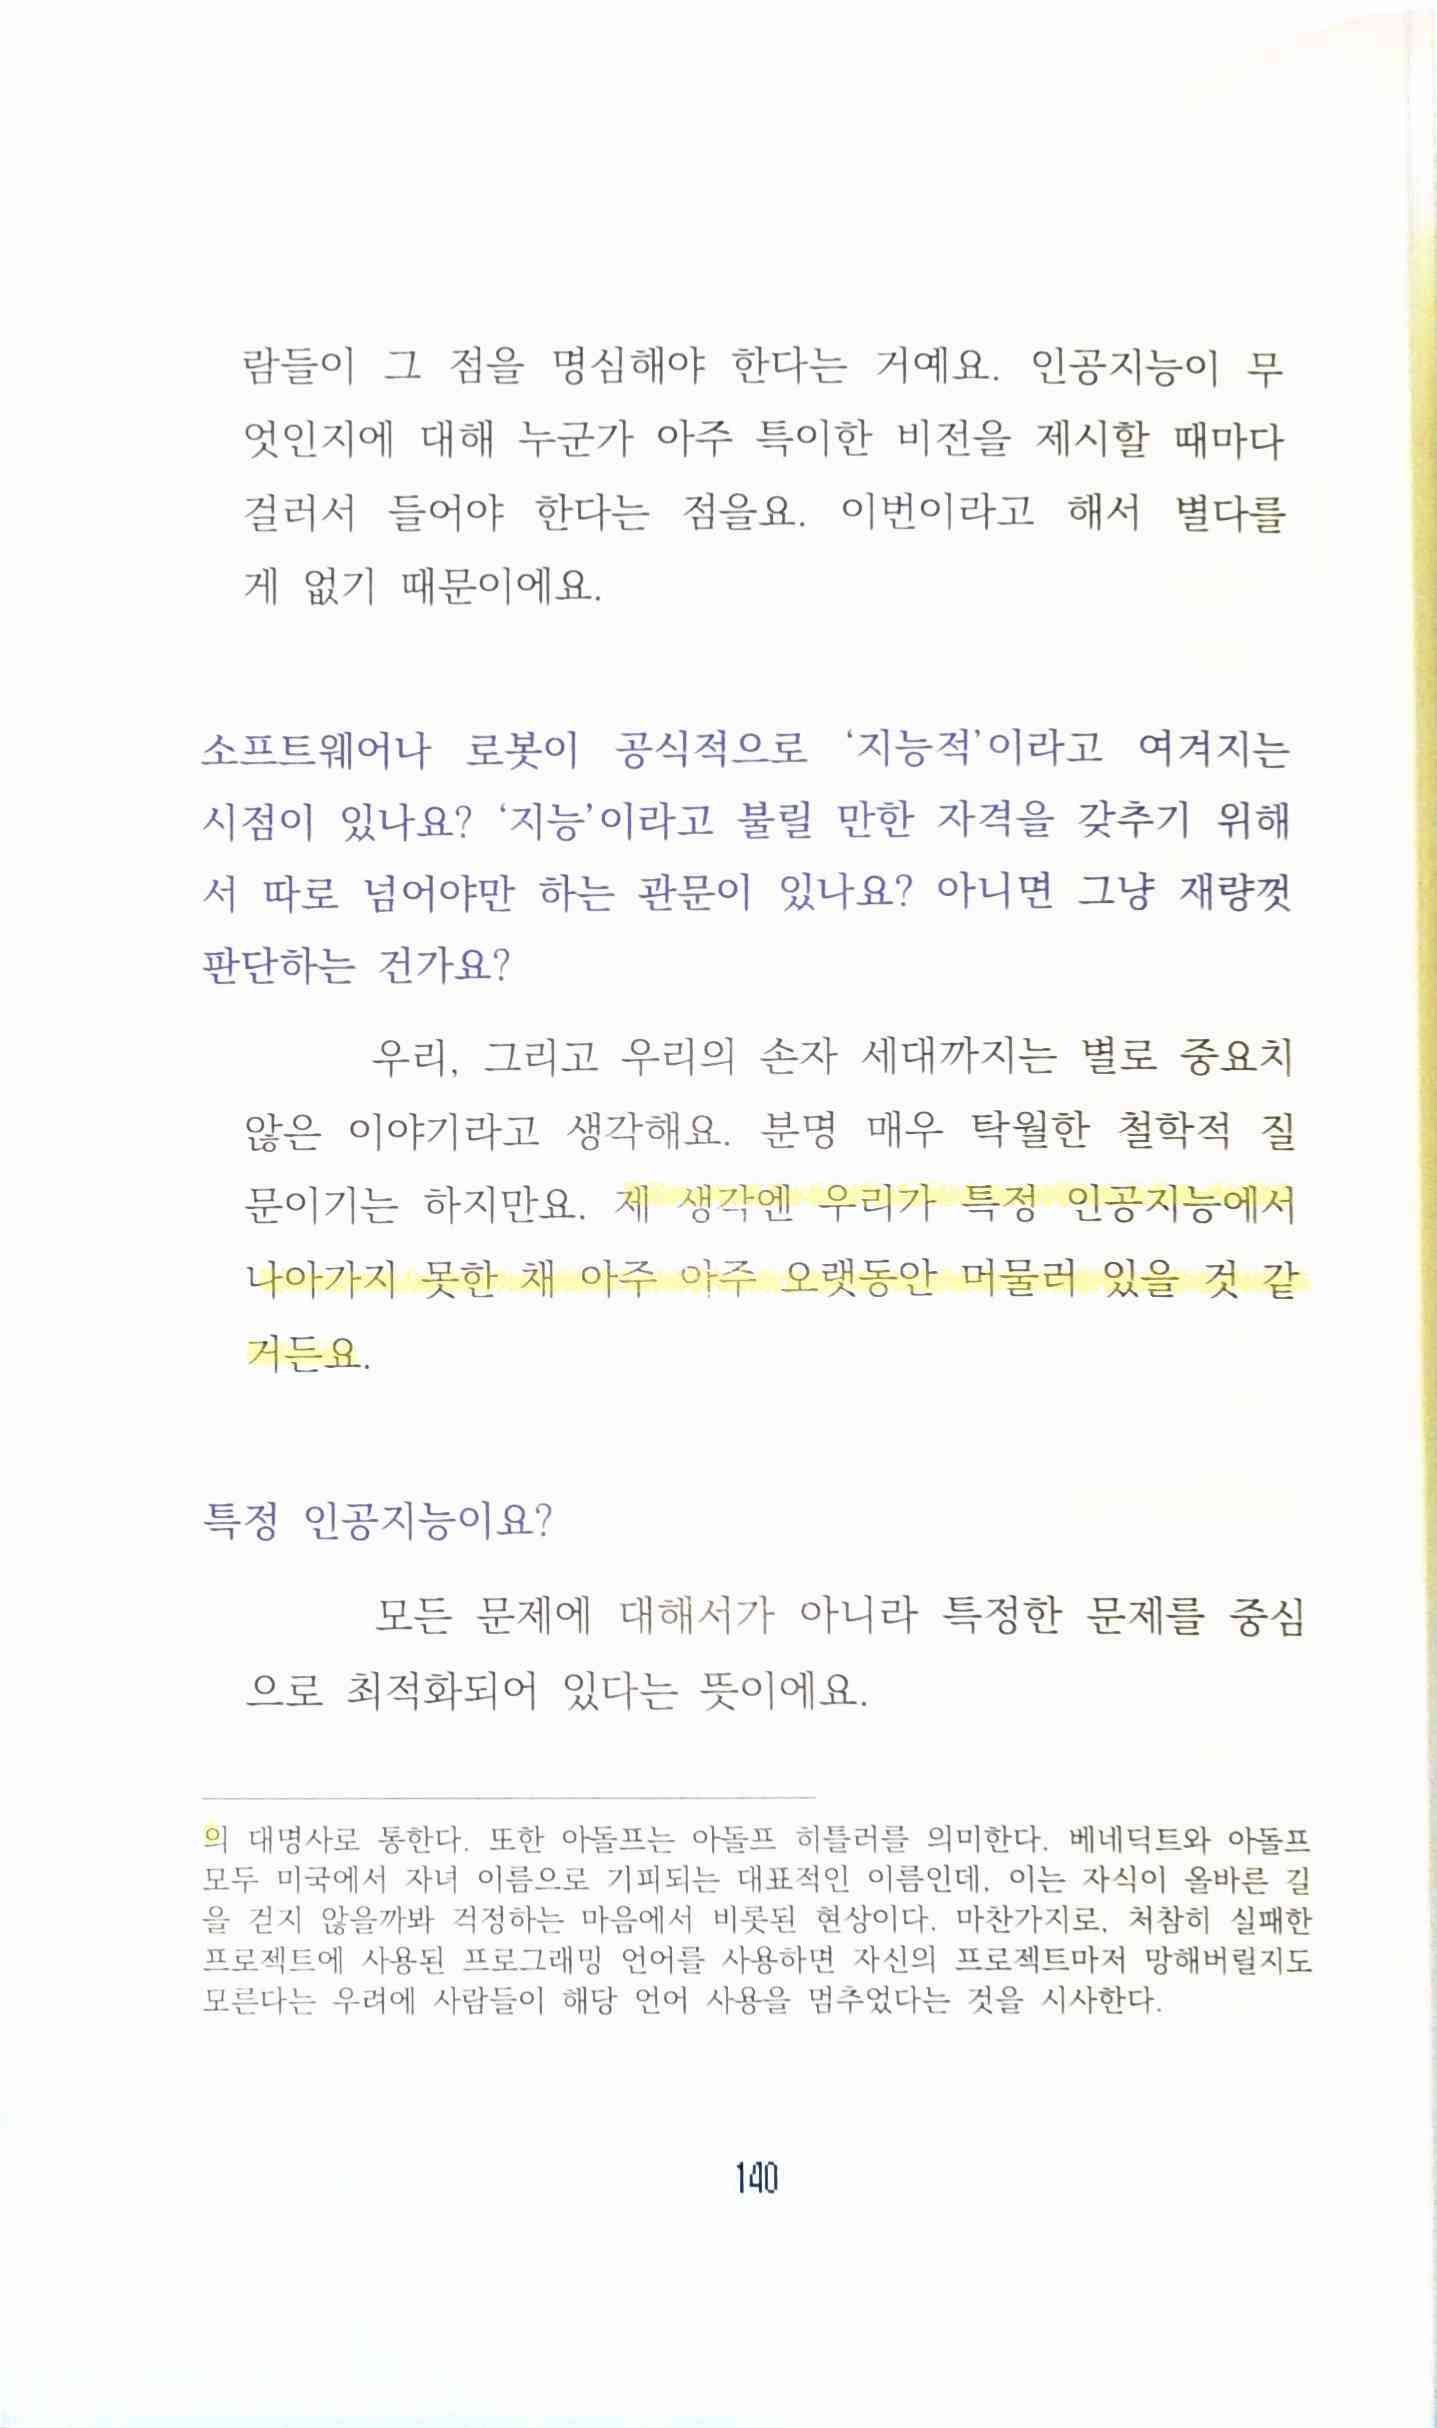 람들이 그 점을 명심해야 한다는 거예요. 인공지능이 무
엇인지에 대해 누군가 아주 특이한 비전을 제시할 때마다
걸러서 들어야 한다는 점을요. 이번이라고 해서 별다를
게 없기 때문이에요.
소프트웨어나 로봇이 공식적으로 ‘지능적’이라고 여겨지는
시점이 있나요? ‘지능’이라고 불릴 만한 자격을 갖추기 위해
서 따로 넘어야만 하는 관문이 있나요? 아니면 그냥 재량껏
판단하는 건가요?
우리, 그리고 우리의 손자 세대까지는 별로 중요치
않은 이야기라고 생각해요. 분명 매우 탁월한 철학적 질
문이기는 하지만요. 제 생각엔 우리가 특정 인공지능에서
나아가지 못한 채 아주 아주 오랫동안 머물러 있을 것 같
거든요.
특정 인공지능이요?
모든 문제에 대해서가 아니라 특정한 문제를 중심
으로 최적화되어 있다는 뜻이에요.
의 대명사로 통한다. 또한 아돌프는 아돌프 히틀러를 의미한다. 베네딕트와 아돌프
모두 미국에서 자녀 이름으로 기피되는 대표적인 이름인데, 이는 자식이 올바른 길
을 걷지 않을까봐 걱정하는 마음에서 비롯된 현상이다. 마찬가지로, 처참히 실패한
프로젝트에 사용된 프로그래밍 언어를 사용하면 자신의 프로젝트마저 망해버릴지도
모른다는 우려에 사람들이 해당 언어 사용을 멈추었다는 것을 시사한다.
140